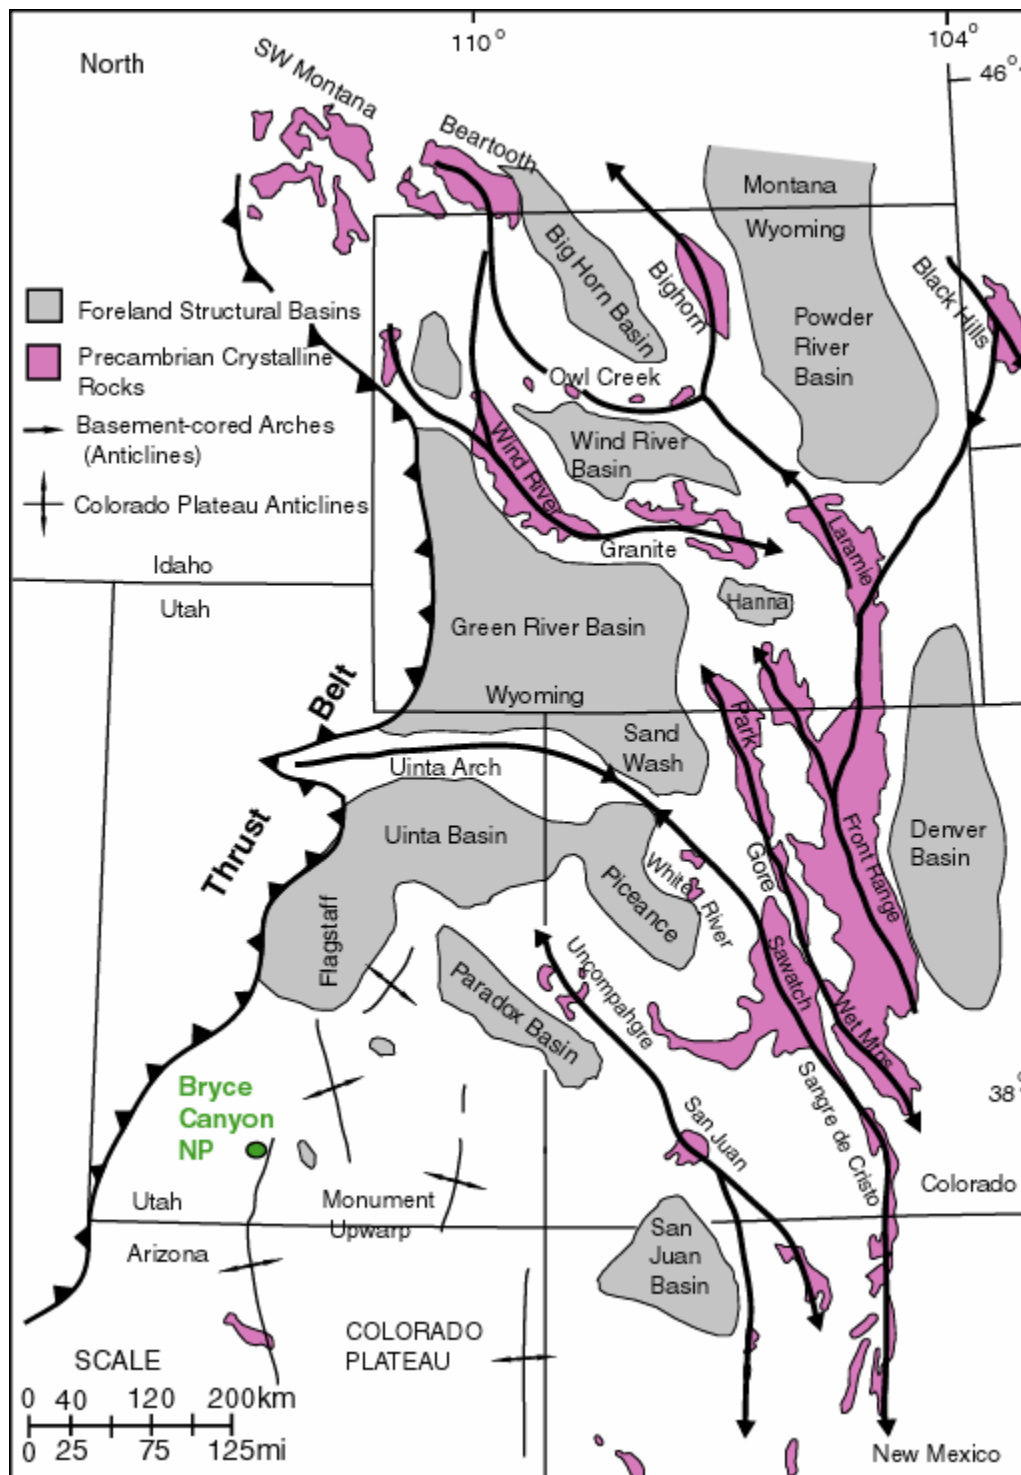 110°
104°
46°
North
SW Montana
Beartooth
Montana
Wyoming
Big Horn Basin
Bighorn
Black Hills
Powder
River
Basin
Foreland Structural Basins
Precambrian Crystalline
Rocks
Basement-cored Arches
(Anticlines)
Colorado Plateau Anticlines
Owl Creek
Wind River
Basin
Wind River
Granite
Laramie
Hanna
Idaho
Utah
Green River Basin
Wyoming
Thrust Belt
Uinta Arch
Sand
Wash
Park
Uinta Basin
Gore
Front Range
Denver
Basin
White River
Piceance
Flagstaff
Sawatch
Uncompahgre
Paradox Basin
Wet Mtns
Bryce
Canyon
NP
38°
Sangre de Cristo
San Juan
Colorado
Utah
Monument
Upwarp
Arizona
San
Juan
Basin
COLORADO
PLATEAU
SCALE
0 40 120 200km
0 25 75 125mi
New Mexico